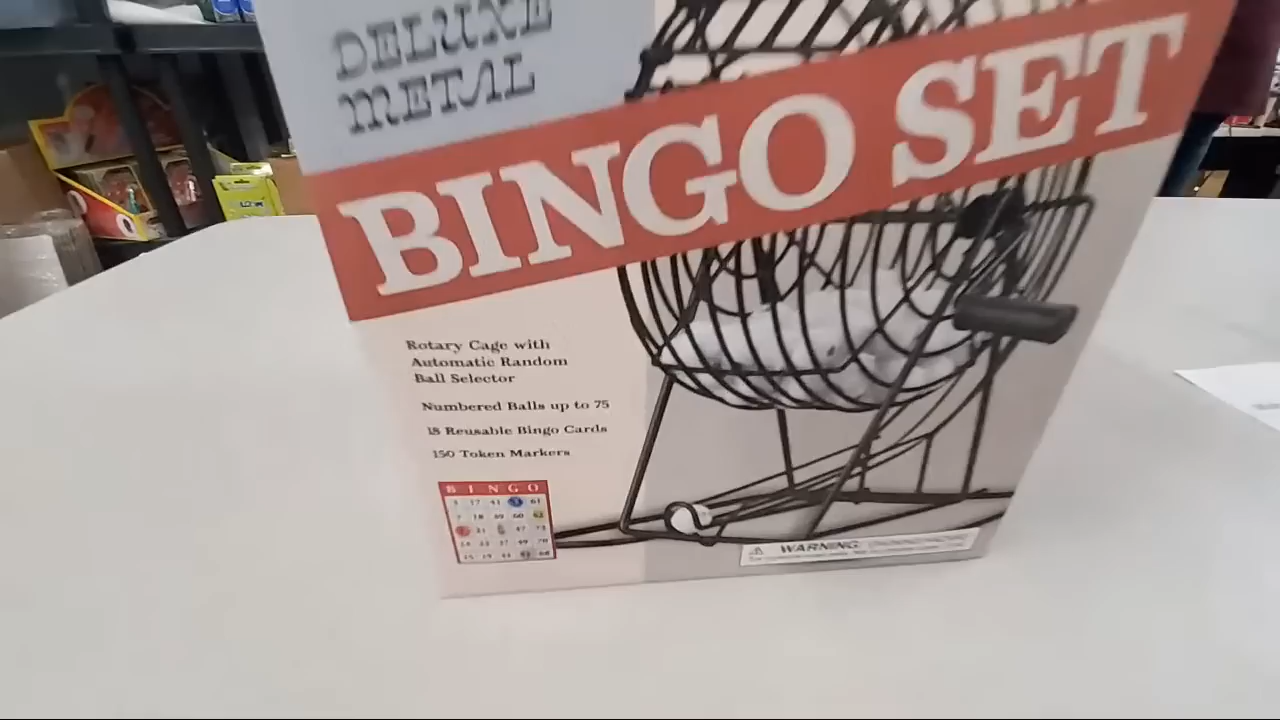 DELUXE
METAL
BINGO SET
Rotary Cage with
Automatic Random
Ball Selector
Numbered Balls up to 75
18 Reusable Bingo Cards
150 Token Markers
BINGO
WARNING: